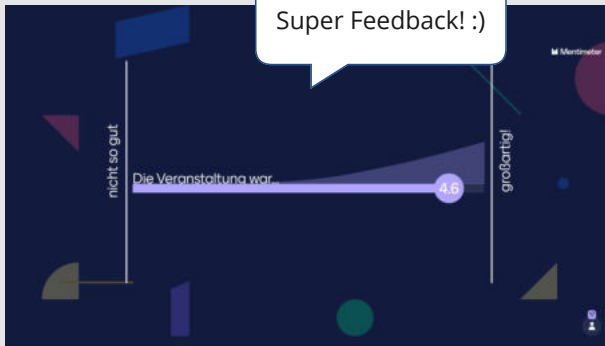 Super Feedback! :)
Mentimeter
nicht so gut
Die Veranstaltung war...
4.6
großartig!